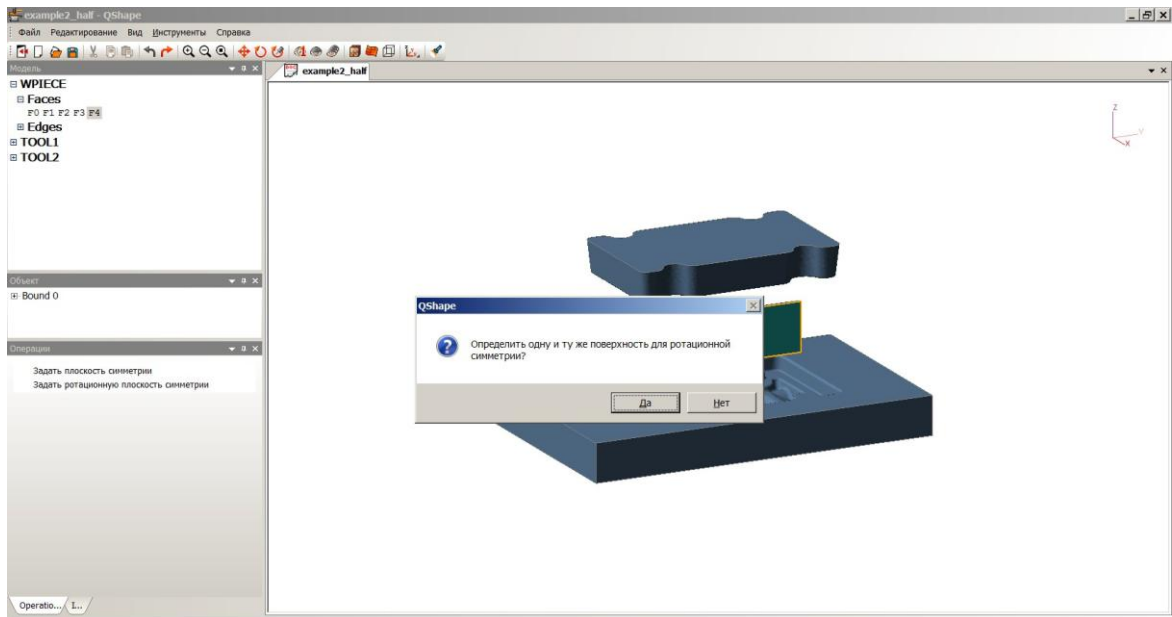 example2_half - QShape
Файл Редактирование Вид Инструменты Справка
Модель
example2_half
WPIECE
Faces
F0 F1 F2 F3 F4
Edges
TOOL1
TOOL2
Z
Y
X
Объект
Bound 0
QShape
Определить одну и ту же поверхность для ротационной
симметрии?
Да Нет
Операции
Задать плоскость симметрии
Задать ротационную плоскость симметрии
Operatio... I...